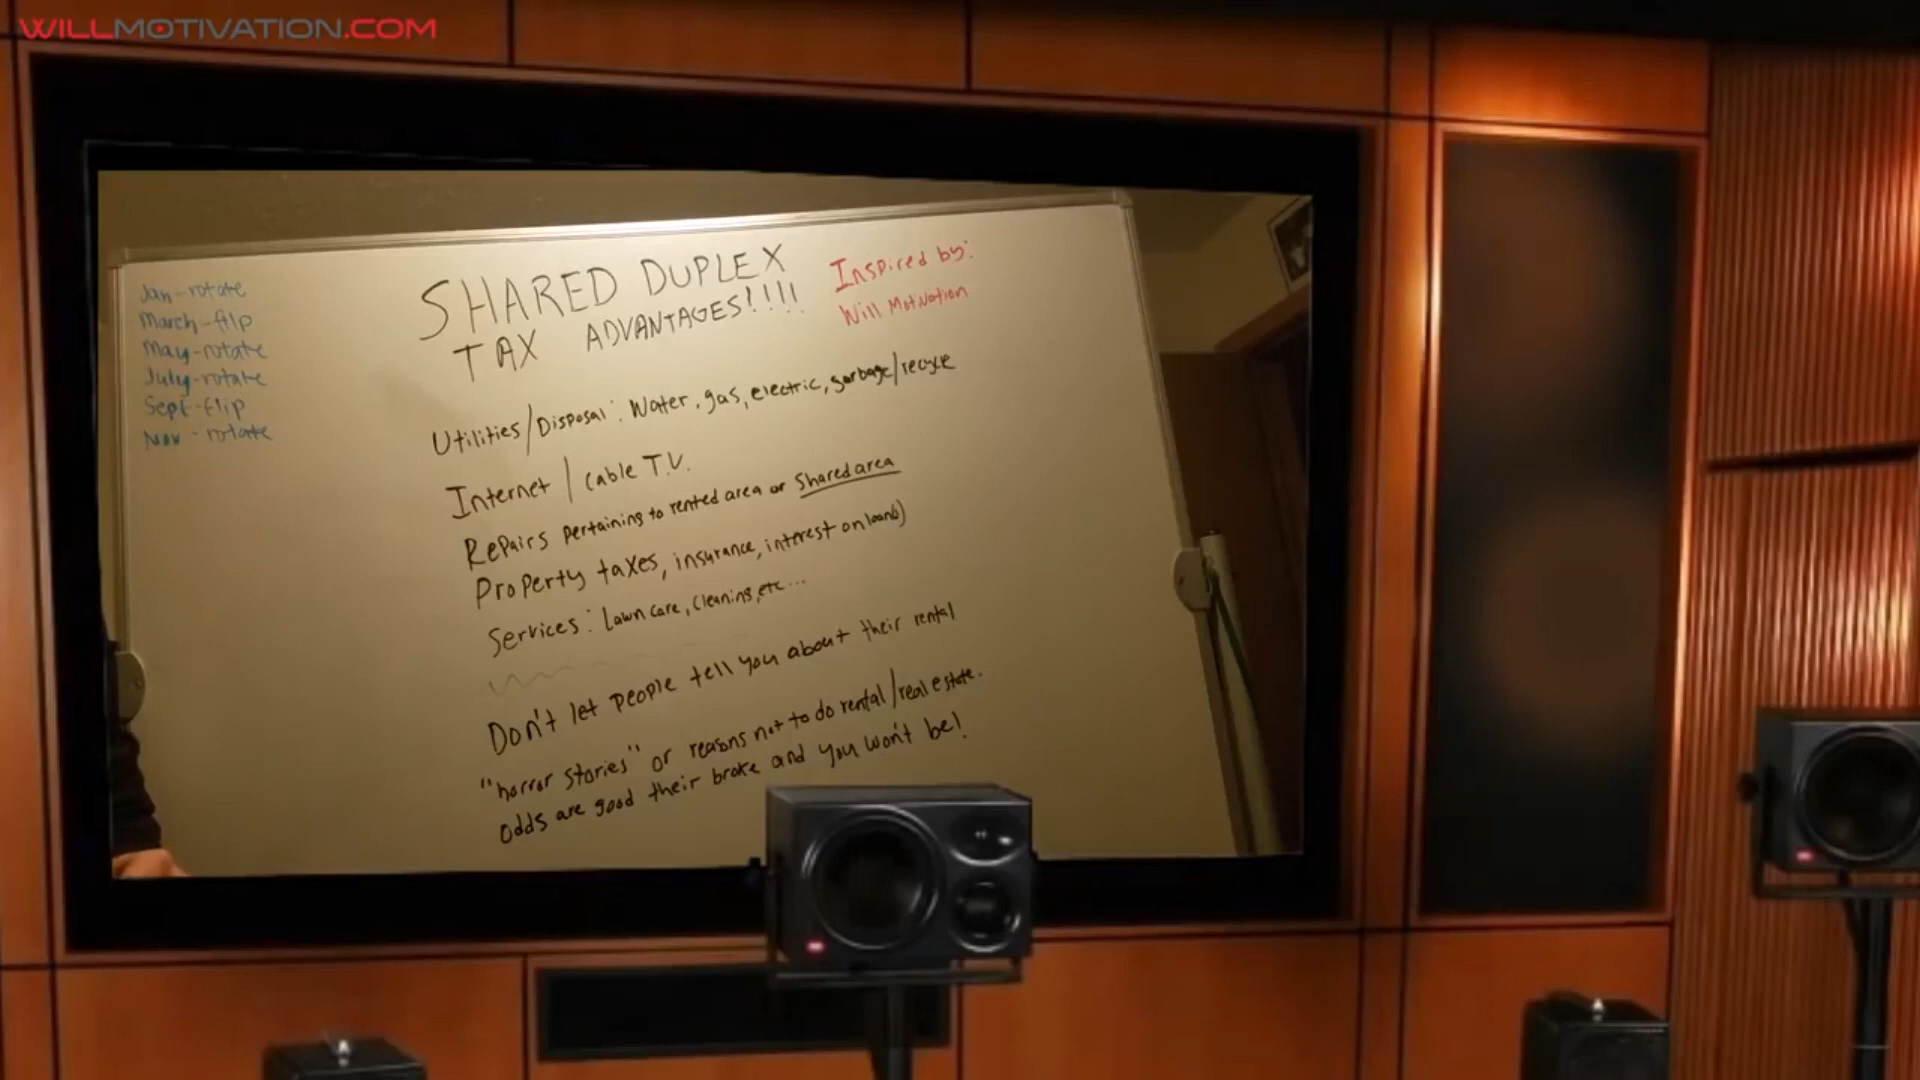 WILLMOTIVATION.COM
Jan-rotate
March-flip
May-rotate
July-rotate
Sept-flip
Nov - rotate
SHARED DUPLEX
TAX ADVANTAGES!!!!
Inspired by:
Will Motivation
Utilities/Disposal: Water, gas, electric, garbage/recycle
Internet / Cable T.V.
Repairs pertaining to rented area or Shared area
Property taxes, insurance, interest on loan(s)
Services: Lawn care, Cleaning, etc...
Don't let people tell you about their rental
"horror stories" or reasons not to do rental/real estate.
Odds are good their broke and you won't be!